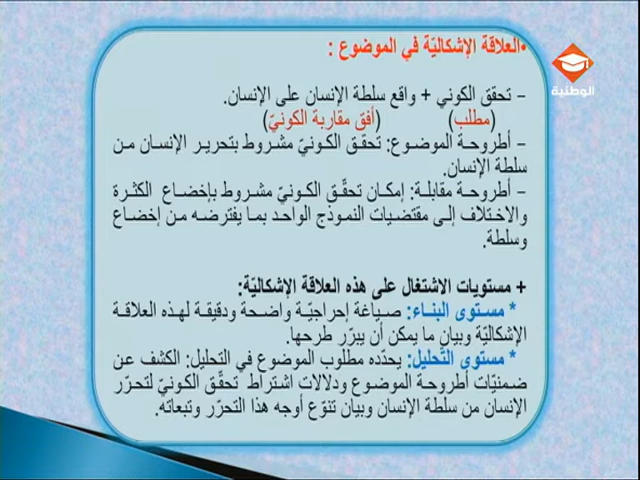 •العلاقة الإشكاليّة في الموضوع :
الوطنية
– تحقق الكوني + واقع سلطة الإنسان على الإنسان.
(مطلب) (أفق مقاربة الكونيّ)
– أطروحة الموضوع: تحقق الكونيّ مشروط بتحرير الإنسان من
سلطة الإنسان.
– أطروحة مقابلة: إمكان تحقّق الكونيّ مشروط بإخضاع الكثرة
والاختلاف إلى مقتضيات النموذج الواحد بما يفترضه من إخضاع
وسلطة.
+ مستويات الاشتغال على هذه العلاقة الإشكاليّة:
* مستوى البناء: صياغة إحراجيّة واضحة ودقيقة لهذه العلاقة
الإشكاليّة وبيان ما يمكن أن يبرّر طرحها.
* مستوى التّحليل: يحدّده مطلوب الموضوع في التحليل: الكشف عن
ضمنيّات أطروحة الموضوع ودلالات اشتراط تحقّق الكونيّ لتحرّر
الإنسان من سلطة الإنسان وبيان تنوّع أوجه هذا التحرّر وتبعاته.